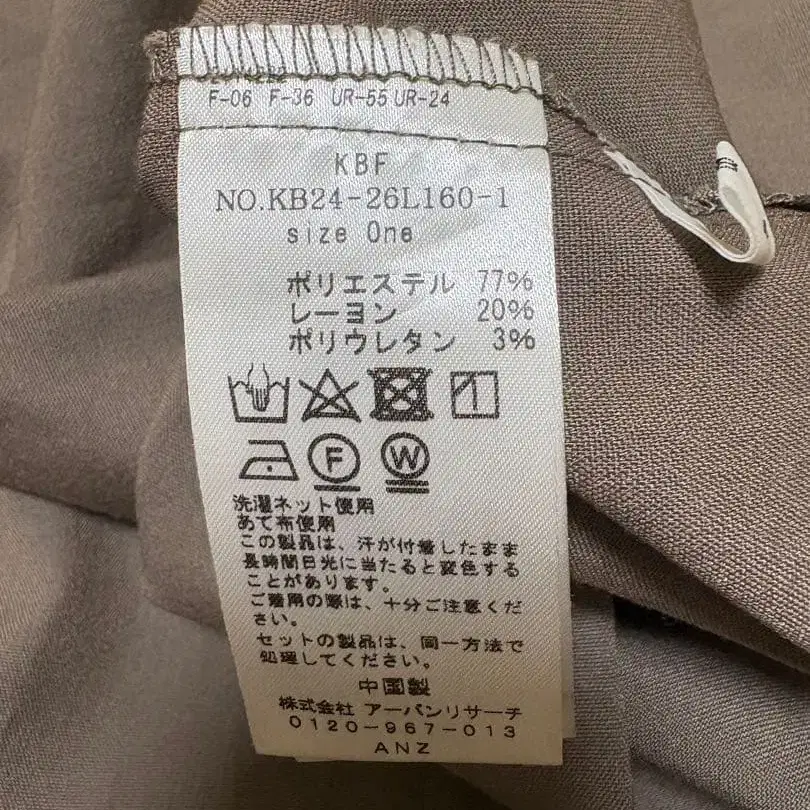 F-06 F-36 UR-55 UR-24
KBF
NO.KB24-26L160-1
size One
ポリエステル 77%
レーヨン 20%
ポリウレタン 3%
F W
洗濯ネット使用
あて布使用
この製品は、汗が付着したまま
長時間日光に当たると変色する
ことがあります。
ご着用の際は、十分ご注意くだ
さい。
セットの製品は、同一方法で
処理してください。
中国製
株式会社 アーバンリサーチ
0120-967-013
ANZ